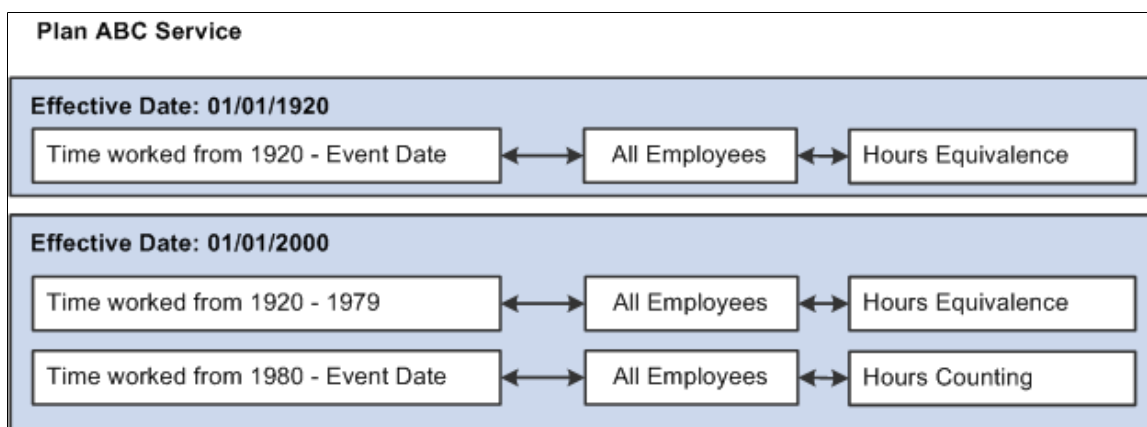 Plan ABC Service
Effective Date: 01/01/1920
Time worked from 1920 - Event Date All Employees Hours Equivalence
Effective Date: 01/01/2000
Time worked from 1920 - 1979 All Employees Hours Equivalence
Time worked from 1980 - Event Date All Employees Hours Counting